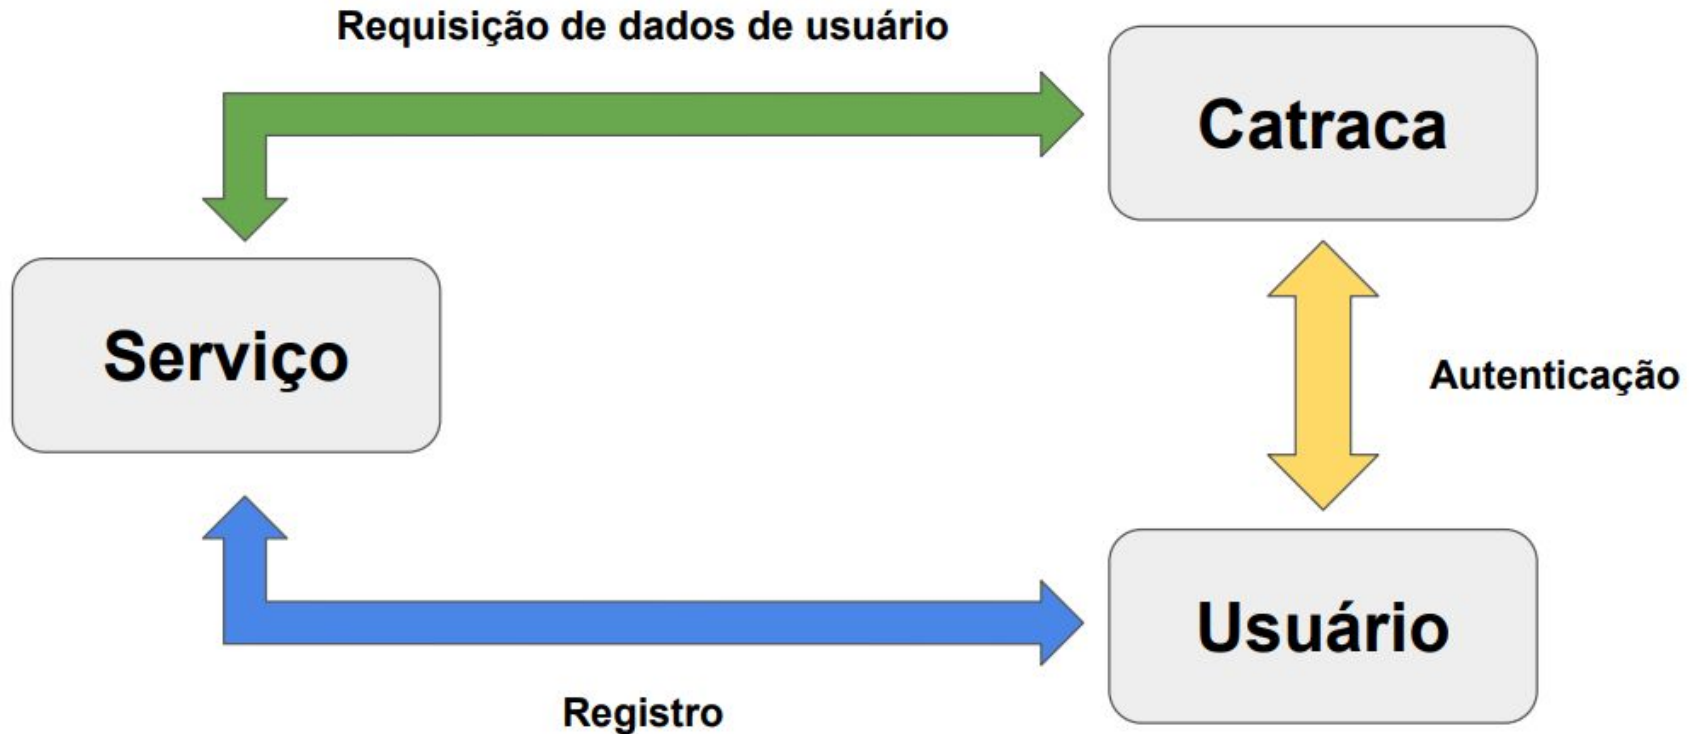 Requisição de dados de usuário
Catraca
Serviço
Autenticação
Usuário
Registro